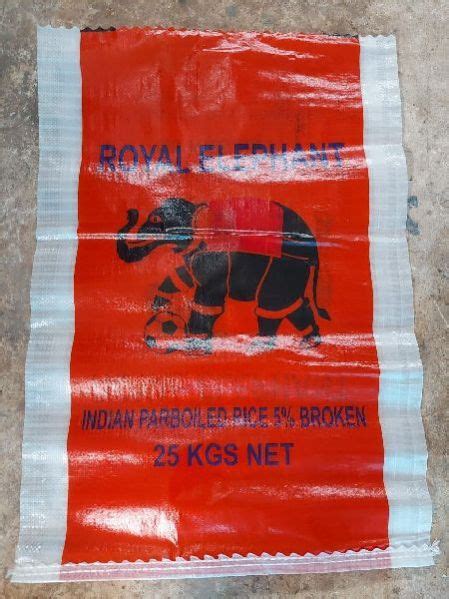 ROYAL ELEPHANT
INDIAN PARBOILED RICE 5% BROKEN
25 KGS NET